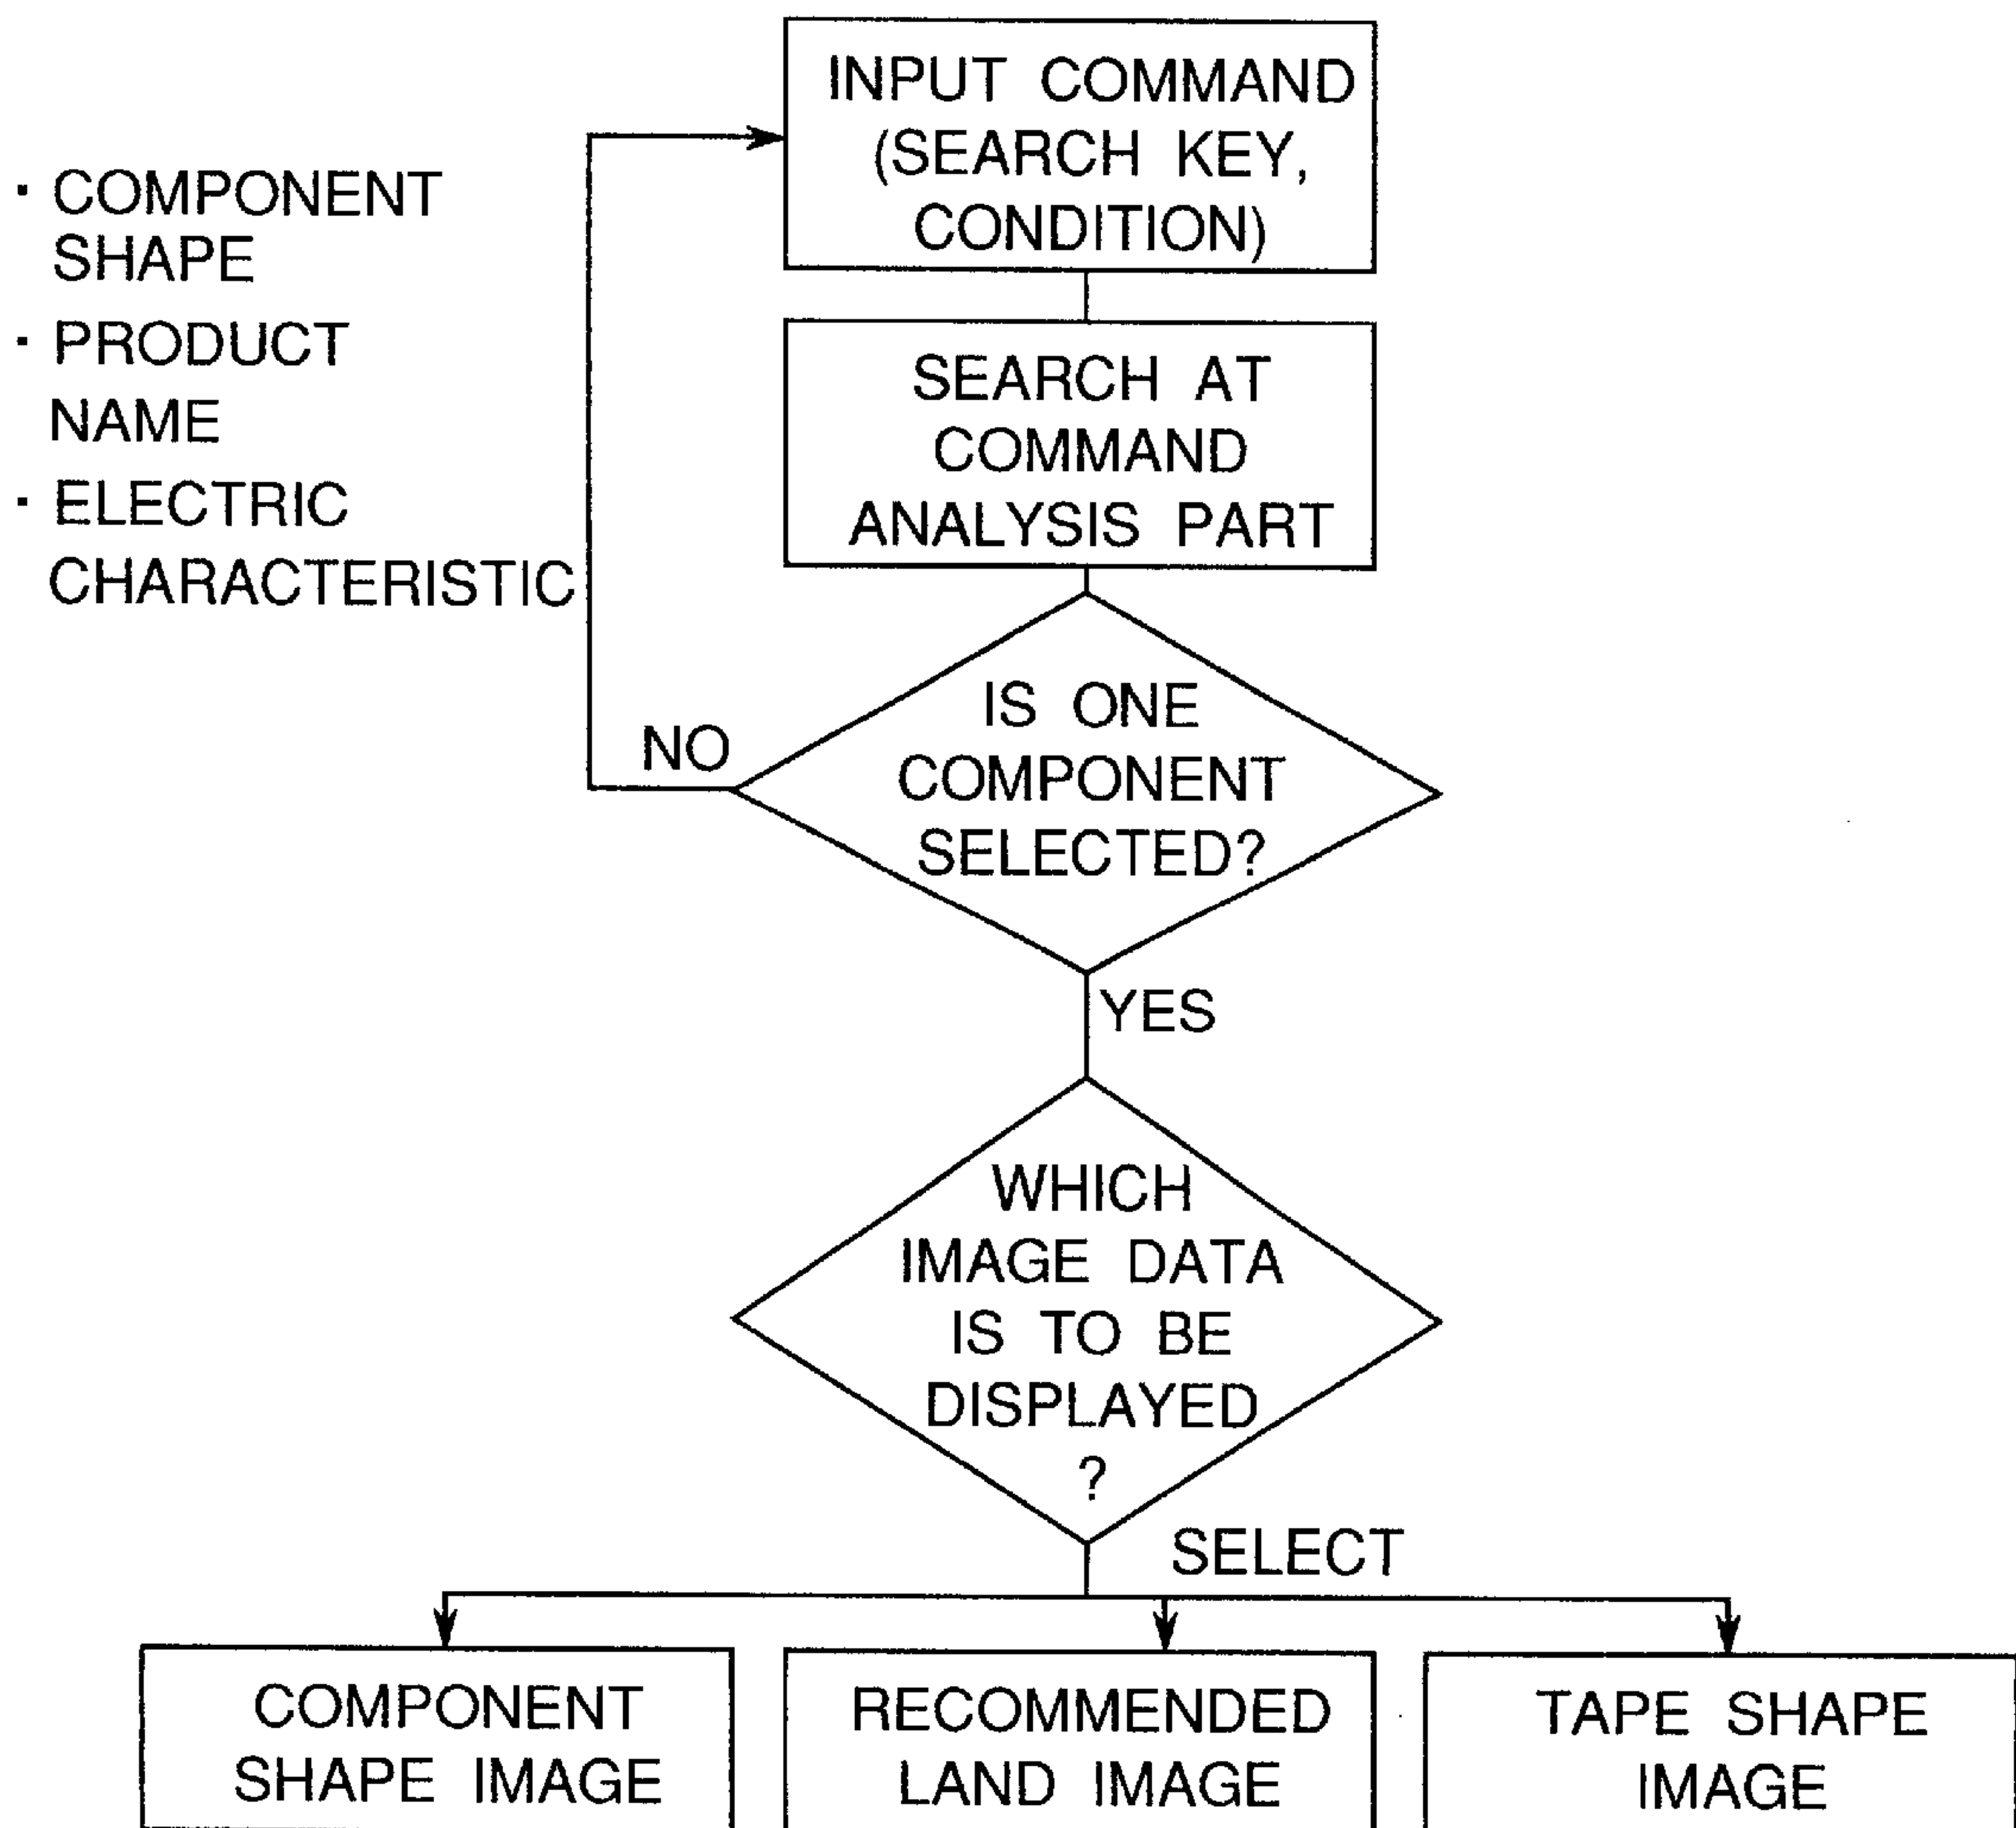 INPUT COMMAND
(SEARCH KEY,
CONDITION)
· COMPONENT
SHAPE
· PRODUCT
NAME
· ELECTRIC
CHARACTERISTIC
SEARCH AT
COMMAND
ANALYSIS PART
IS ONE
COMPONENT
SELECTED?
NO
YES
WHICH
IMAGE DATA
IS TO BE
DISPLAYED
?
SELECT
COMPONENT
SHAPE IMAGE
RECOMMENDED
LAND IMAGE
TAPE SHAPE
IMAGE